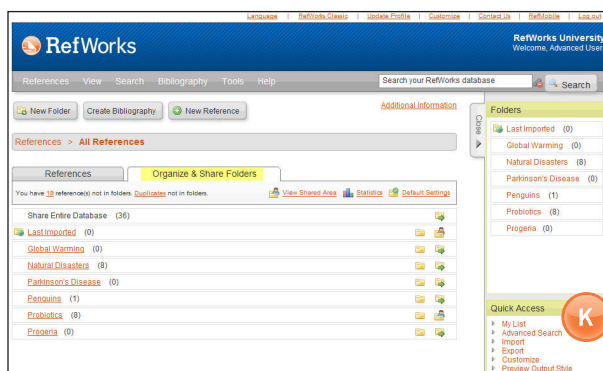 Language | RefWorks Classic | Update Profile | Customize | Contact Us | RefMobile | Log out
RefWorks
RefWorks University
Welcome, Advanced User
References View Search Bibliography Tools Help
Search your RefWorks database
Search
New Folder
Create Bibliography
New Reference
Additional Information
References > All References
References
Organize & Share Folders
You have 19 reference(s) not in folders. Duplicates not in folders.
View Shared Area
Statistics
Default Settings
Share Entire Database (36)
Last Imported (0)
Global Warming (0)
Natural Disasters (8)
Parkinson's Disease (0)
Penguins (1)
Probiotics (8)
Progeria (0)
Close
Folders
Last Imported (0)
Global Warming (0)
Natural Disasters (8)
Parkinson's Disease (0)
Penguins (1)
Probiotics (8)
Progeria (0)
Quick Access
K
My List
Advanced Search
Import
Export
Customize
Preview Output Style